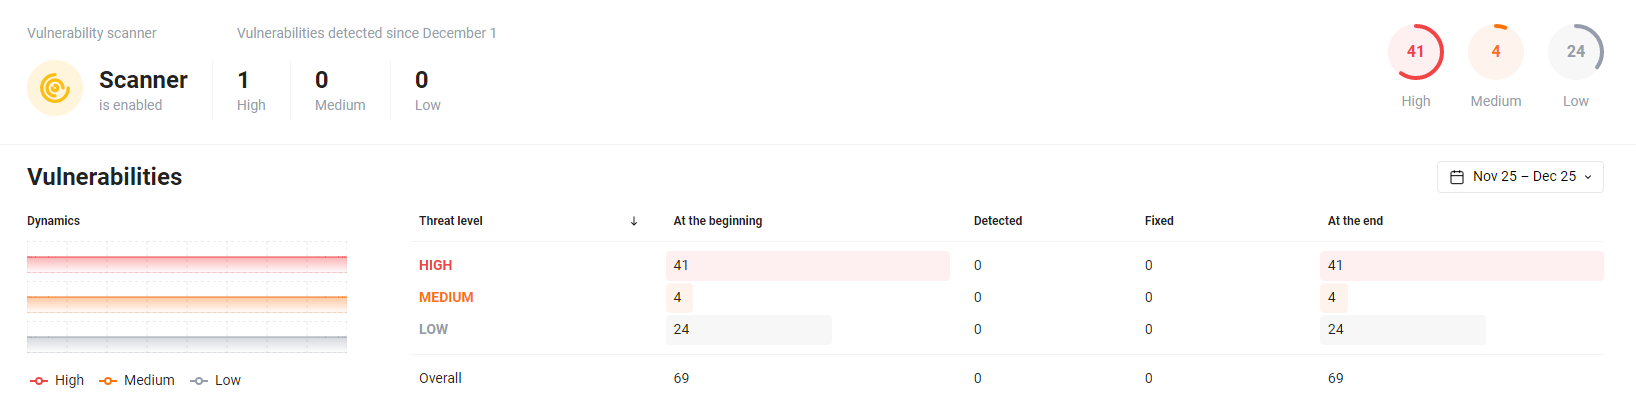 Vulnerability scanner
Vulnerabilities detected since December 1
Scanner
is enabled
1
High
0
Medium
0
Low
41
High
4
Medium
24
Low
Vulnerabilities
Nov 25 – Dec 25
Dynamics
High Medium Low
Threat level ↓ At the beginning Detected Fixed At the end
HIGH 41 0 0 41
MEDIUM 4 0 0 4
LOW 24 0 0 24
Overall 69 0 0 69